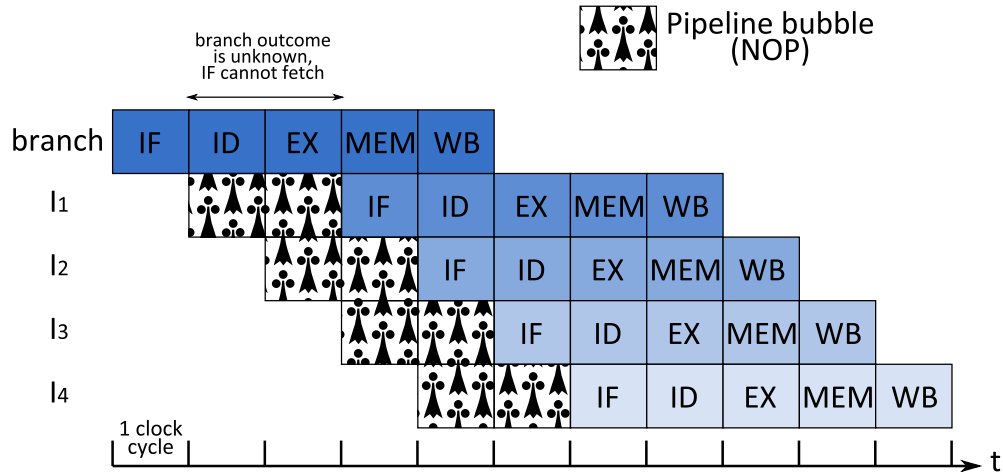 branch outcome
is unknown,
IF cannot fetch
Pipeline bubble
(NOP)
branch IF ID EX MEM WB
I1 IF ID EX MEM WB
I2 IF ID EX MEM WB
I3 IF ID EX MEM WB
I4 IF ID EX MEM WB
1 clock
cycle
t